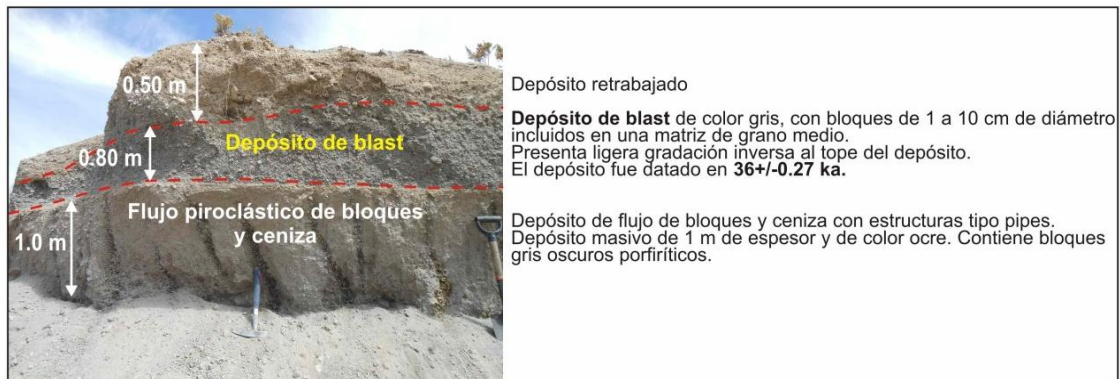 0.50 m
Depósito de blast
0.80 m
Flujo piroclástico de bloques
y ceniza
1.0 m
Depósito retrabajado
Depósito de blast de color gris, con bloques de 1 a 10 cm de diámetro
incluidos en una matriz de grano medio.
Presenta ligera gradación inversa al tope del depósito.
El depósito fue datado en 36+/-0.27 ka.
Depósito de flujo de bloques y ceniza con estructuras tipo pipes.
Depósito masivo de 1 m de espesor y de color ocre. Contiene bloques
gris oscuros porfiríticos.